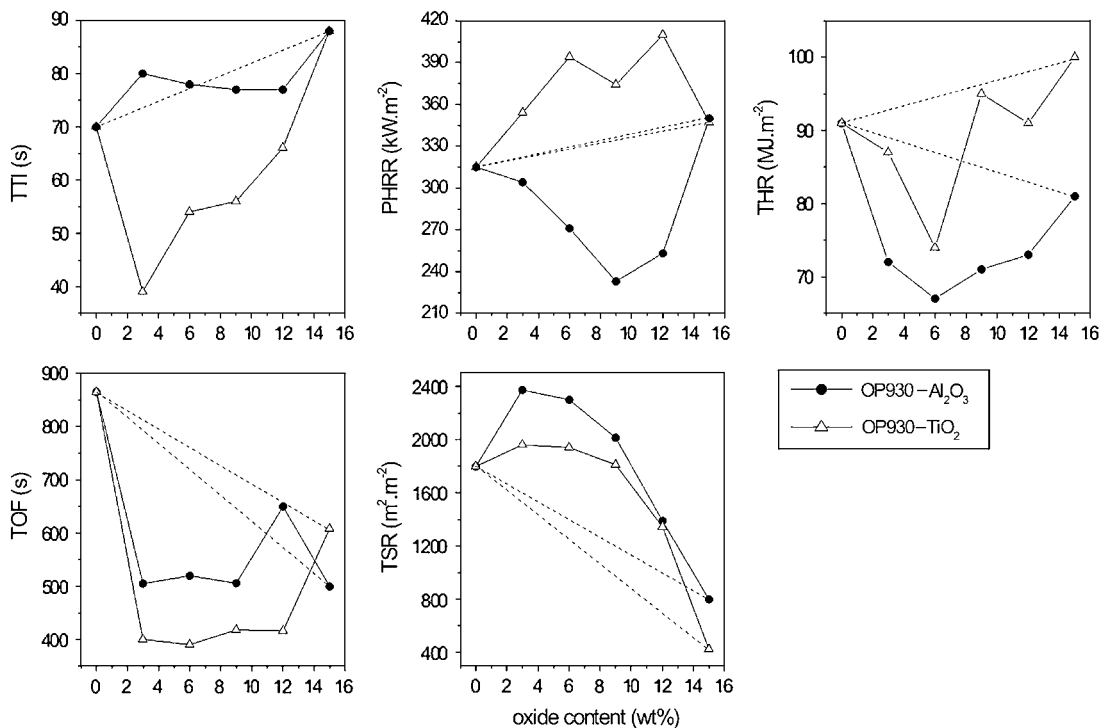 TTI (s)
90
80
70
60
50
40
0 2 4 6 8 10 12 14 16
PHRR (kW.m-2)
420
390
360
330
300
270
240
210
0 2 4 6 8 10 12 14 16
THR (MJ.m-2)
100
90
80
70
0 2 4 6 8 10 12 14 16
TOF (s)
900
800
700
600
500
400
0 2 4 6 8 10 12 14 16
TSR (m2.m-2)
2400
2000
1600
1200
800
400
0 2 4 6 8 10 12 14 16
oxide content (wt%)
OP930–Al2O3
OP930–TiO2